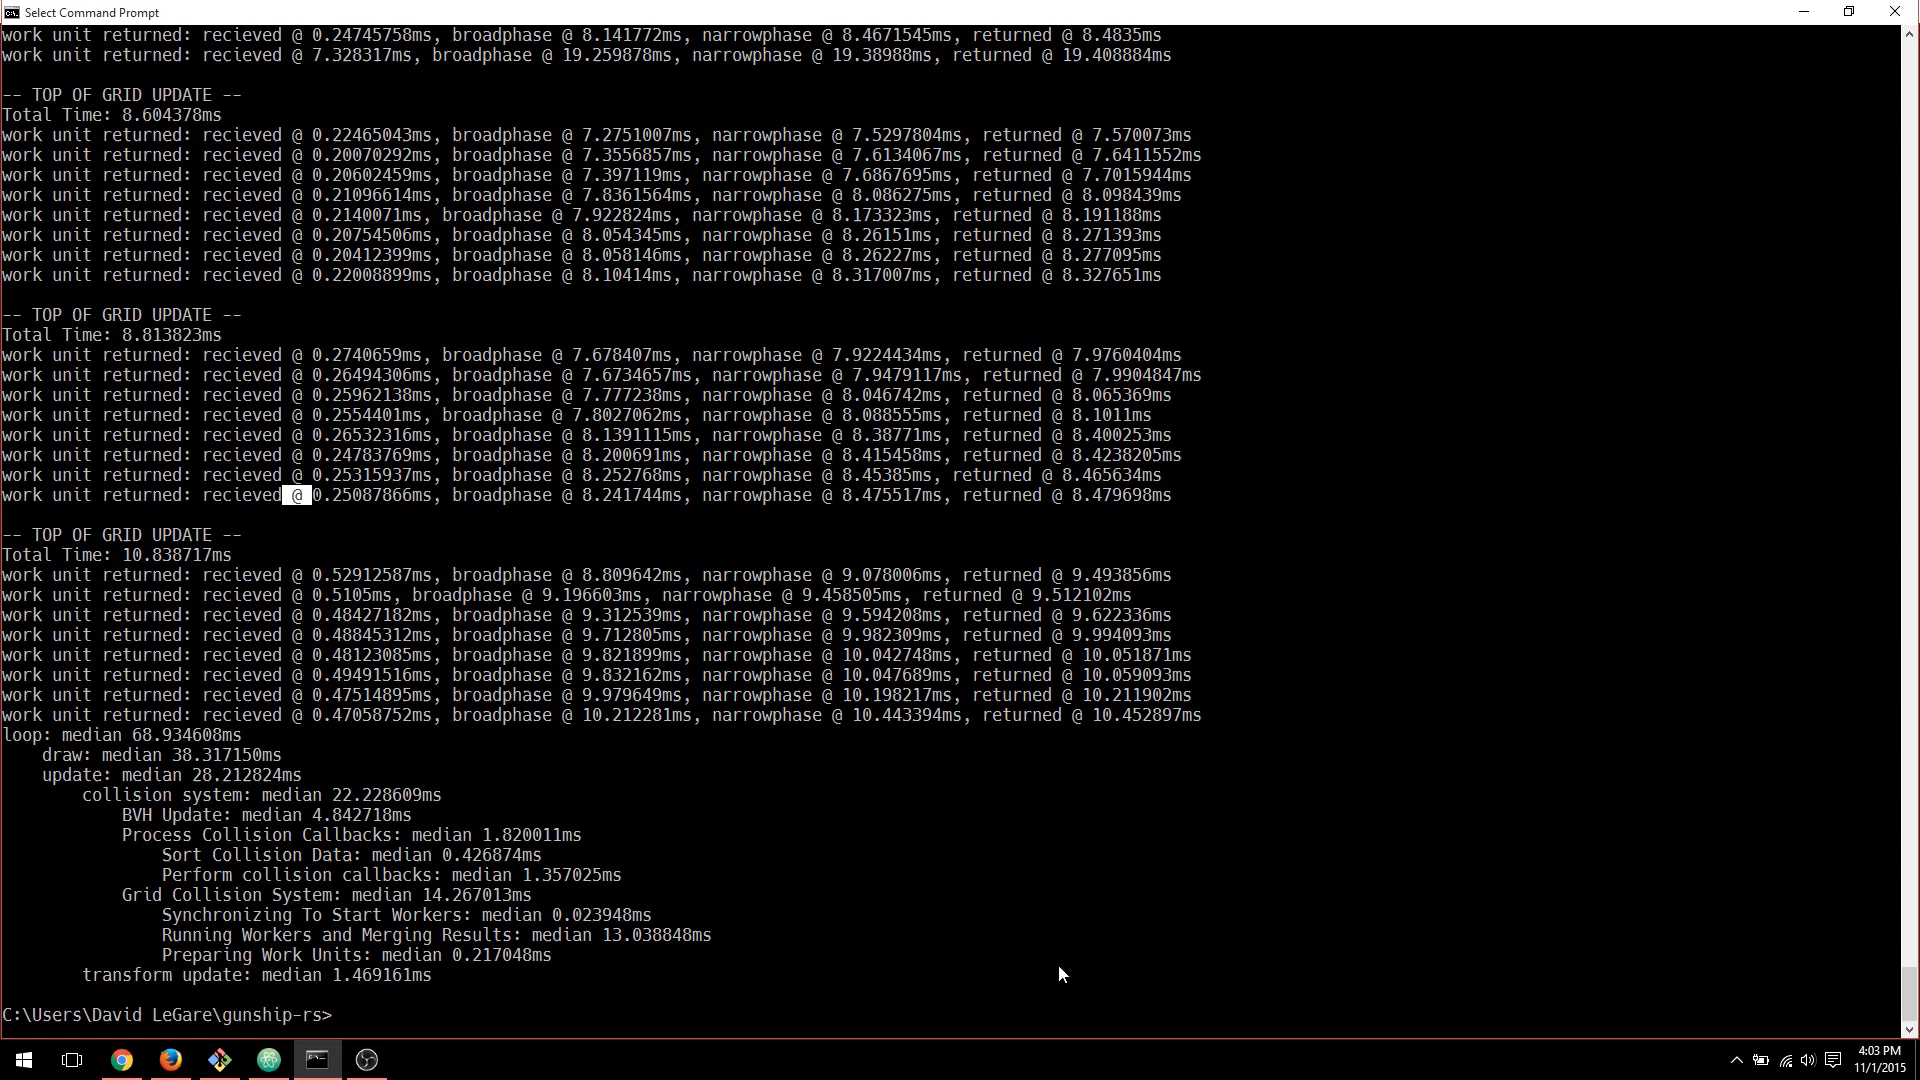 Select Command Prompt
work unit returned: recieved @ 0.24745758ms, broadphase @ 8.141772ms, narrowphase @ 8.4671545ms, returned @ 8.4835ms
work unit returned: recieved @ 7.328317ms, broadphase @ 19.259878ms, narrowphase @ 19.38988ms, returned @ 19.408884ms
-- TOP OF GRID UPDATE --
Total Time: 8.604378ms
work unit returned: recieved @ 0.22465043ms, broadphase @ 7.2751007ms, narrowphase @ 7.5297804ms, returned @ 7.570073ms
work unit returned: recieved @ 0.20070292ms, broadphase @ 7.3556857ms, narrowphase @ 7.6134067ms, returned @ 7.6411552ms
work unit returned: recieved @ 0.20602459ms, broadphase @ 7.397119ms, narrowphase @ 7.6867695ms, returned @ 7.7015944ms
work unit returned: recieved @ 0.21096614ms, broadphase @ 7.8361564ms, narrowphase @ 8.086275ms, returned @ 8.098439ms
work unit returned: recieved @ 0.2140071ms, broadphase @ 7.922824ms, narrowphase @ 8.173323ms, returned @ 8.191188ms
work unit returned: recieved @ 0.20754506ms, broadphase @ 8.054345ms, narrowphase @ 8.26151ms, returned @ 8.271393ms
work unit returned: recieved @ 0.20412399ms, broadphase @ 8.058146ms, narrowphase @ 8.26227ms, returned @ 8.277095ms
work unit returned: recieved @ 0.22008899ms, broadphase @ 8.10414ms, narrowphase @ 8.317007ms, returned @ 8.327651ms
-- TOP OF GRID UPDATE --
Total Time: 8.813823ms
work unit returned: recieved @ 0.2740659ms, broadphase @ 7.678407ms, narrowphase @ 7.9224434ms, returned @ 7.9760404ms
work unit returned: recieved @ 0.26494306ms, broadphase @ 7.6734657ms, narrowphase @ 7.9479117ms, returned @ 7.9904847ms
work unit returned: recieved @ 0.25962138ms, broadphase @ 7.777238ms, narrowphase @ 8.046742ms, returned @ 8.065369ms
work unit returned: recieved @ 0.2554401ms, broadphase @ 7.8027062ms, narrowphase @ 8.088555ms, returned @ 8.1011ms
work unit returned: recieved @ 0.26532316ms, broadphase @ 8.1391115ms, narrowphase @ 8.38771ms, returned @ 8.400253ms
work unit returned: recieved @ 0.24783769ms, broadphase @ 8.200691ms, narrowphase @ 8.415458ms, returned @ 8.4238205ms
work unit returned: recieved @ 0.25315937ms, broadphase @ 8.252768ms, narrowphase @ 8.45385ms, returned @ 8.465634ms
work unit returned: recieved @ 0.25087866ms, broadphase @ 8.241744ms, narrowphase @ 8.475517ms, returned @ 8.479698ms
-- TOP OF GRID UPDATE --
Total Time: 10.838717ms
work unit returned: recieved @ 0.52912587ms, broadphase @ 8.809642ms, narrowphase @ 9.078006ms, returned @ 9.493856ms
work unit returned: recieved @ 0.5105ms, broadphase @ 9.196603ms, narrowphase @ 9.458505ms, returned @ 9.512102ms
work unit returned: recieved @ 0.48427182ms, broadphase @ 9.312539ms, narrowphase @ 9.594208ms, returned @ 9.622336ms
work unit returned: recieved @ 0.48845312ms, broadphase @ 9.712805ms, narrowphase @ 9.982309ms, returned @ 9.994093ms
work unit returned: recieved @ 0.48123085ms, broadphase @ 9.821899ms, narrowphase @ 10.042748ms, returned @ 10.051871ms
work unit returned: recieved @ 0.49491516ms, broadphase @ 9.832162ms, narrowphase @ 10.047689ms, returned @ 10.059093ms
work unit returned: recieved @ 0.47514895ms, broadphase @ 9.979649ms, narrowphase @ 10.198217ms, returned @ 10.211902ms
work unit returned: recieved @ 0.47058752ms, broadphase @ 10.212281ms, narrowphase @ 10.443394ms, returned @ 10.452897ms
loop: median 68.934608ms
draw: median 38.317150ms
update: median 28.212824ms
collision system: median 22.228609ms
BVH Update: median 4.842718ms
Process Collision Callbacks: median 1.820011ms
Sort Collision Data: median 0.426874ms
Perform collision callbacks: median 1.357025ms
Grid Collision System: median 14.267013ms
Synchronizing To Start Workers: median 0.023948ms
Running Workers and Merging Results: median 13.038848ms
Preparing Work Units: median 0.217048ms
transform update: median 1.469161ms
C:\Users\David LeGare\gunship-rs>
4:03 PM
11/1/2015